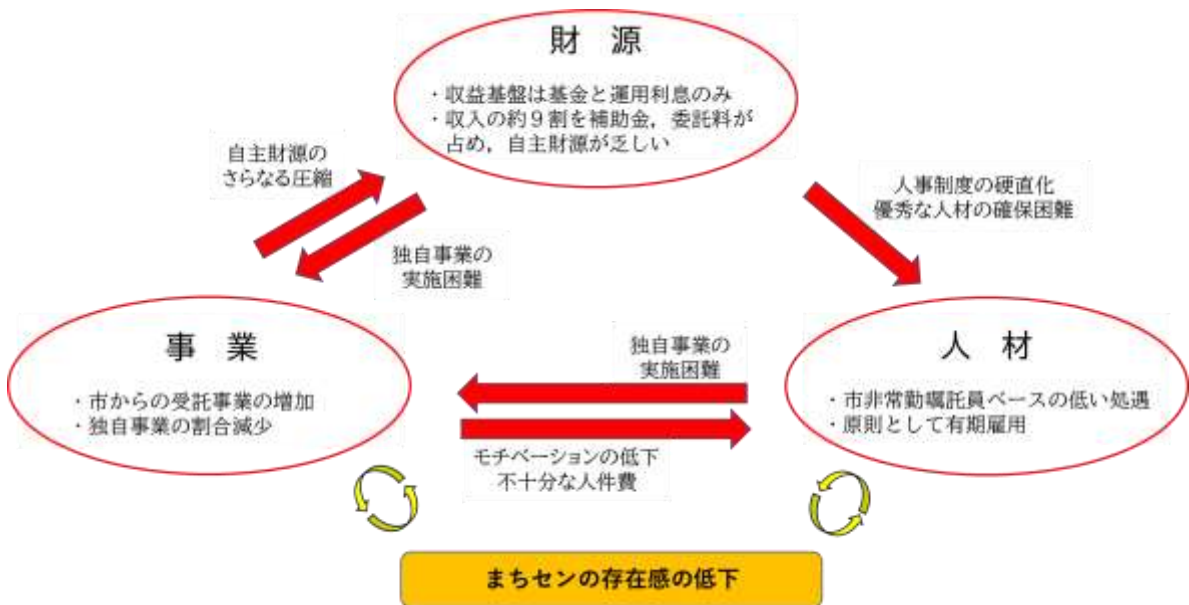 財　源
・収益基盤は基金と運用利息のみ
・収入の約９割を補助金，委託料が
占め，自主財源が乏しい
自主財源の
さらなる圧縮
独自事業の
実施困難
人事制度の硬直化
優秀な人材の確保困難
事　業
・市からの受託事業の増加
・独自事業の割合減少
独自事業の
実施困難
モチベーションの低下
不十分な人件費
人　材
・市非常勤嘱託員ベースの低い処遇
・原則として有期雇用
まちセンの存在感の低下